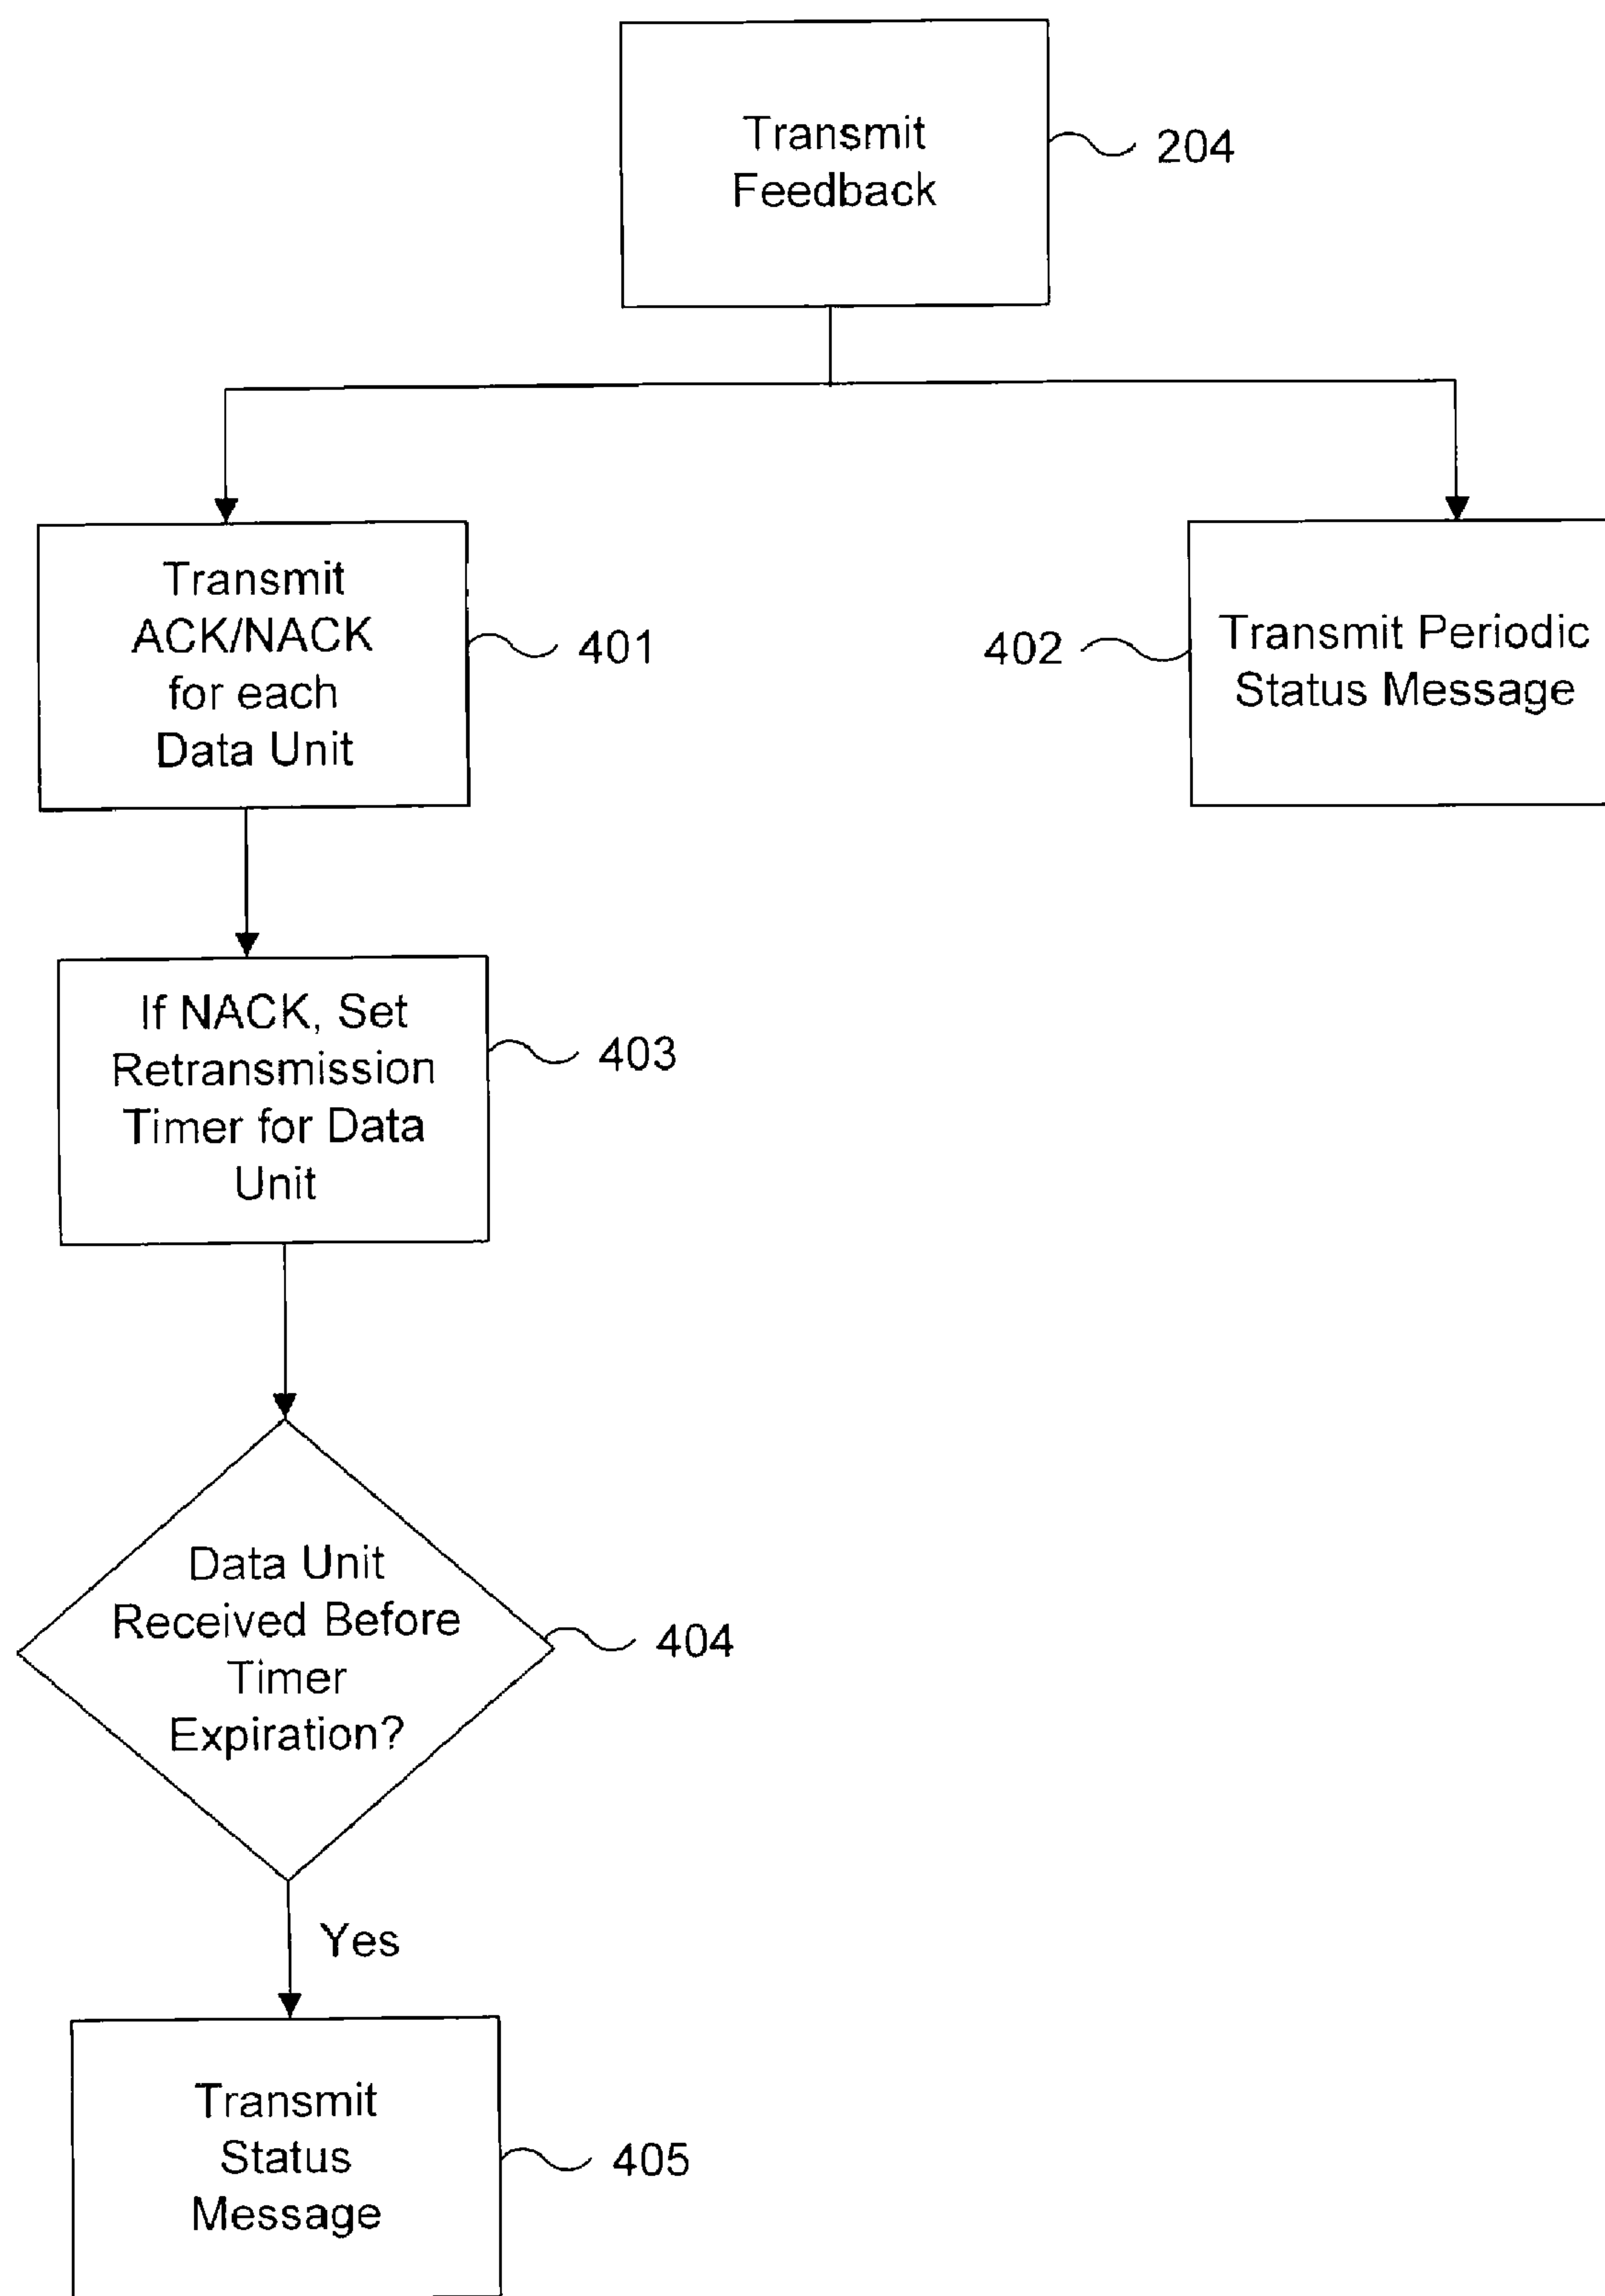 Transmit
Feedback
204
Transmit
ACK/NACK
for each
Data Unit
401
402
Transmit Periodic
Status Message
If NACK, Set
Retransmission
Timer for Data
Unit
403
Data Unit
Received Before
Timer
Expiration?
404
Yes
Transmit
Status
Message
405